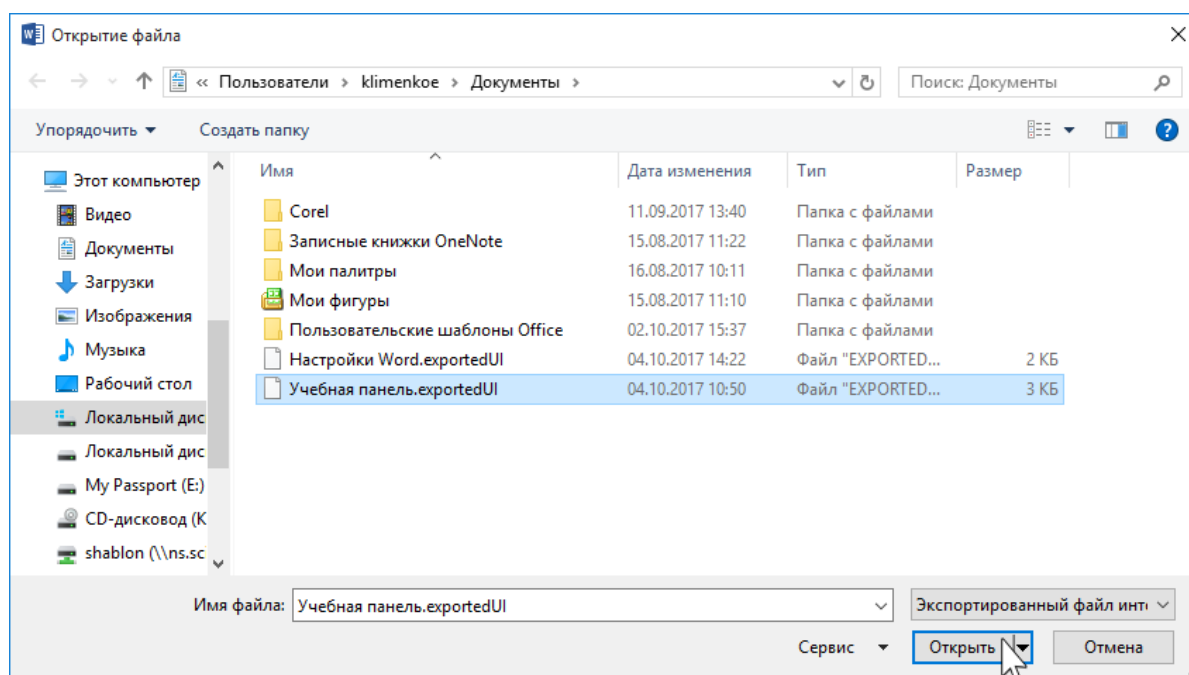 Открытие файла
« Пользователи › klimenkoe › Документы ›
Поиск: Документы
Упорядочить
Создать папку
Имя
Дата изменения
Тип
Размер
Этот компьютер
Видео
Документы
Загрузки
Изображения
Музыка
Рабочий стол
Локальный дис
Локальный дис
My Passport (E:)
CD-дисковод (K
shablon (\\ns.sc
Corel 11.09.2017 13:40 Папка с файлами
Записные книжки OneNote 15.08.2017 11:22 Папка с файлами
Мои палитры 16.08.2017 10:11 Папка с файлами
Мои фигуры 15.08.2017 11:10 Папка с файлами
Пользовательские шаблоны Office 02.10.2017 15:37 Папка с файлами
Настройки Word.exportedUI 04.10.2017 14:22 Файл "EXPORTED... 2 КБ
Учебная панель.exportedUI 04.10.2017 10:50 Файл "EXPORTED... 3 КБ
Имя файла: Учебная панель.exportedUI
Экспортированный файл инт
Сервис
Открыть
Отмена